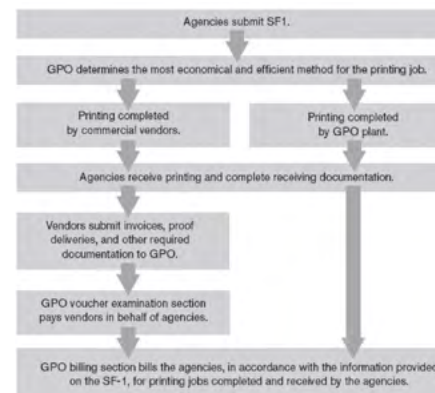 Agencies submit SF1.
GPO determines the most economical and efficient method for the printing job.
Printing completed
by commercial vendors.
Printing completed
by GPO plant.
Agencies receive printing and complete receiving documentation.
Vendors submit invoices, proof
deliveries, and other required
documentation to GPO.
GPO voucher examination section
pays vendors in behalf of agencies.
GPO billing section bills the agencies, in accordance with the information provided
on the SF-1, for printing jobs completed and received by the agencies.